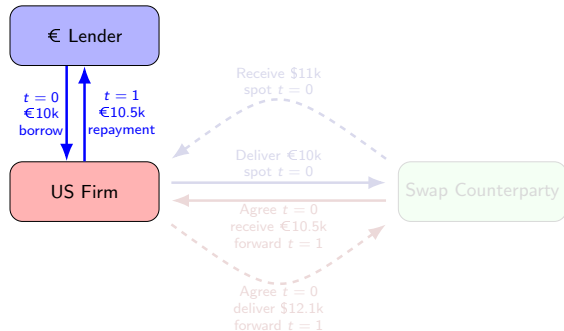 € Lender
t = 0
€10k
borrow
t = 1
€10.5k
repayment
US Firm
Receive $11k
spot t = 0
Deliver €10k
spot t = 0
Agree t = 0
receive €10.5k
forward t = 1
Agree t = 0
deliver $12.1k
forward t = 1
Swap Counterparty